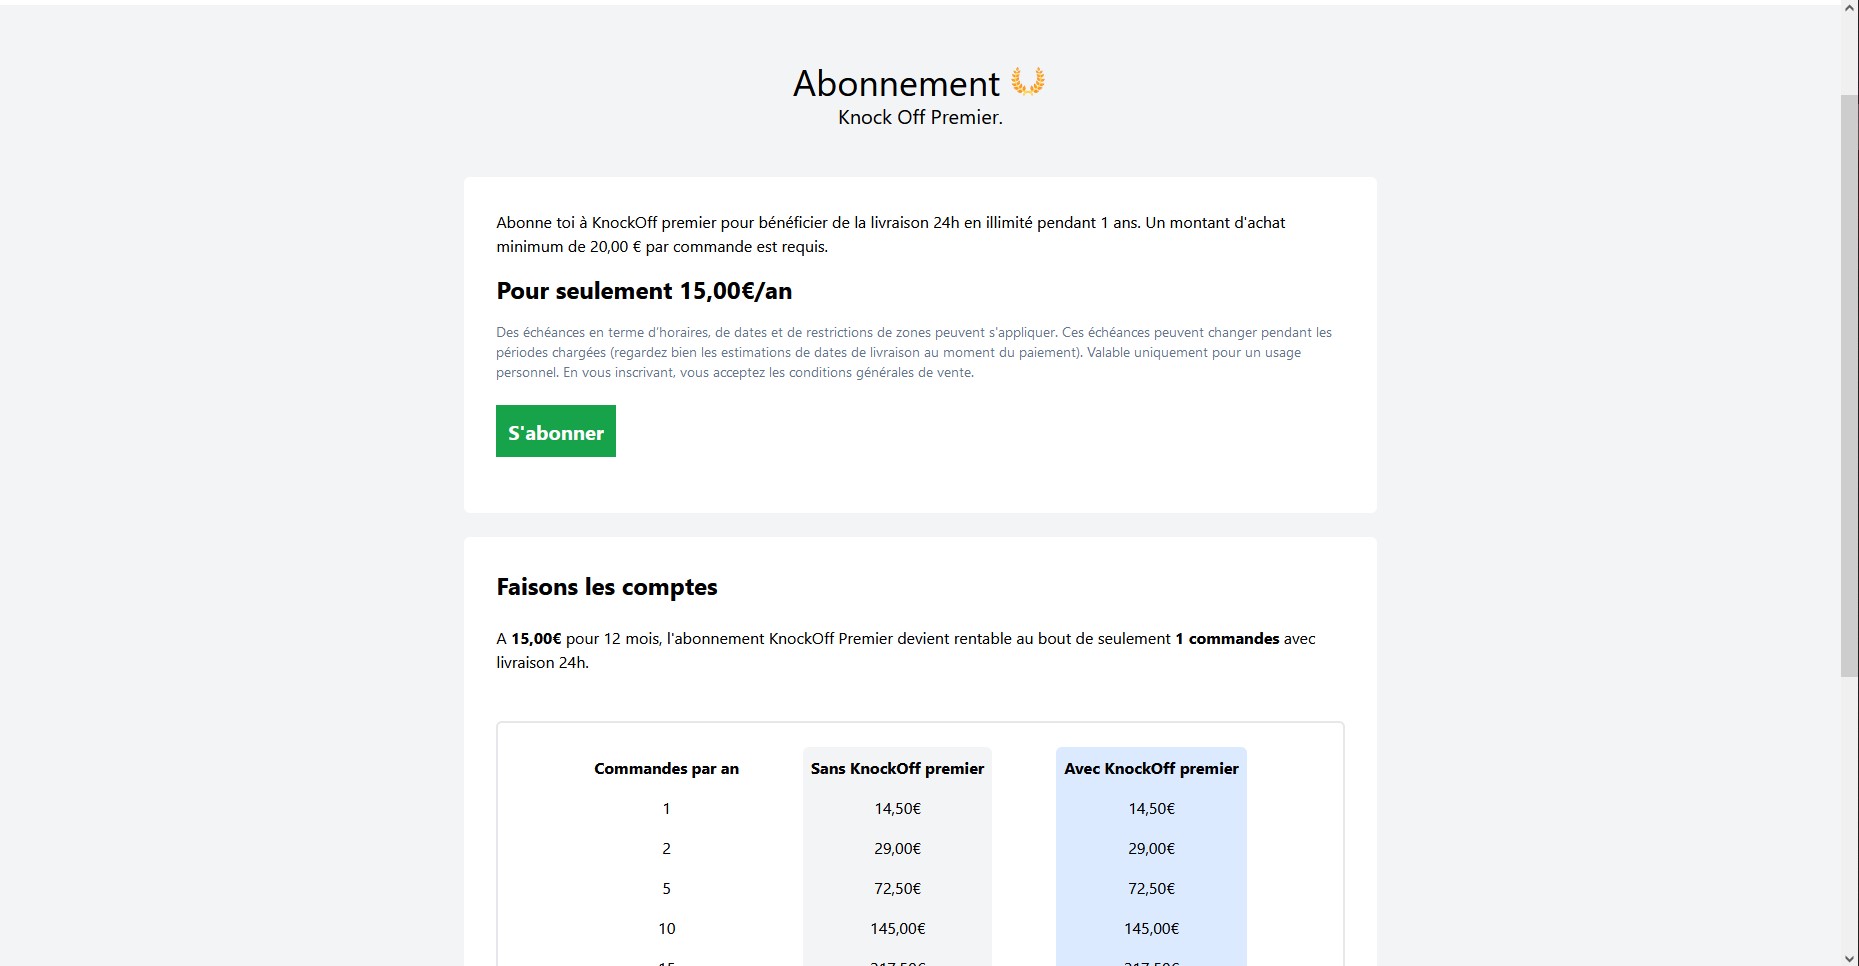 Abonnement
Knock Off Premier.
Abonne toi à KnockOff premier pour bénéficier de la livraison 24h en illimité pendant 1 ans. Un montant d'achat
minimum de 20,00 € par commande est requis.
Pour seulement 15,00€/an
Des échéances en terme d'horaires, de dates et de restrictions de zones peuvent s'appliquer. Ces échéances peuvent changer pendant les
périodes chargées (regardez bien les estimations de dates de livraison au moment du paiement). Valable uniquement pour un usage
personnel. En vous inscrivant, vous acceptez les conditions générales de vente.
S'abonner
Faisons les comptes
A 15,00€ pour 12 mois, l'abonnement KnockOff Premier devient rentable au bout de seulement 1 commandes avec
livraison 24h.
Commandes par an Sans KnockOff premier Avec KnockOff premier
1 14,50€ 14,50€
2 29,00€ 29,00€
5 72,50€ 72,50€
10 145,00€ 145,00€